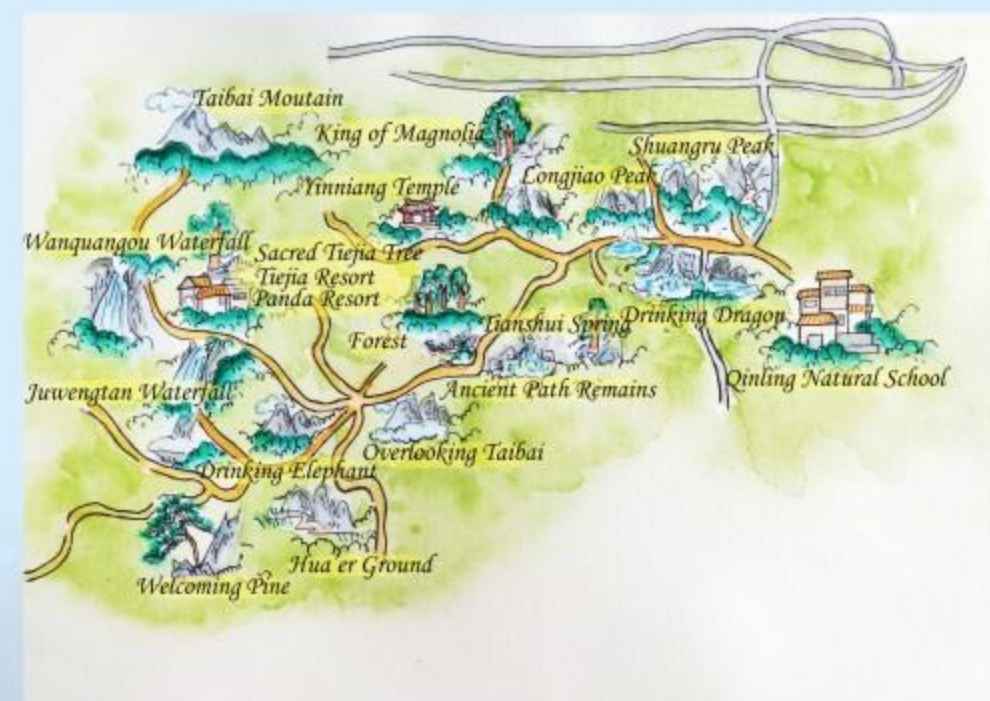 Taibai Moutain
King of Magnolia
Shuangru Peak
Yinniang Temple
Longjiao Peak
Wanquangou Waterfall
Sacred Tiejia Tree
Tiejia Resort
Panda Resort
Forest
Tianshui Spring
Drinking Dragon
Juwengtan Waterfall
Ancient Path Remains
Qinling Natural School
Overlooking Taibai
Drinking Elephant
Hua'er Ground
Welcoming Pine